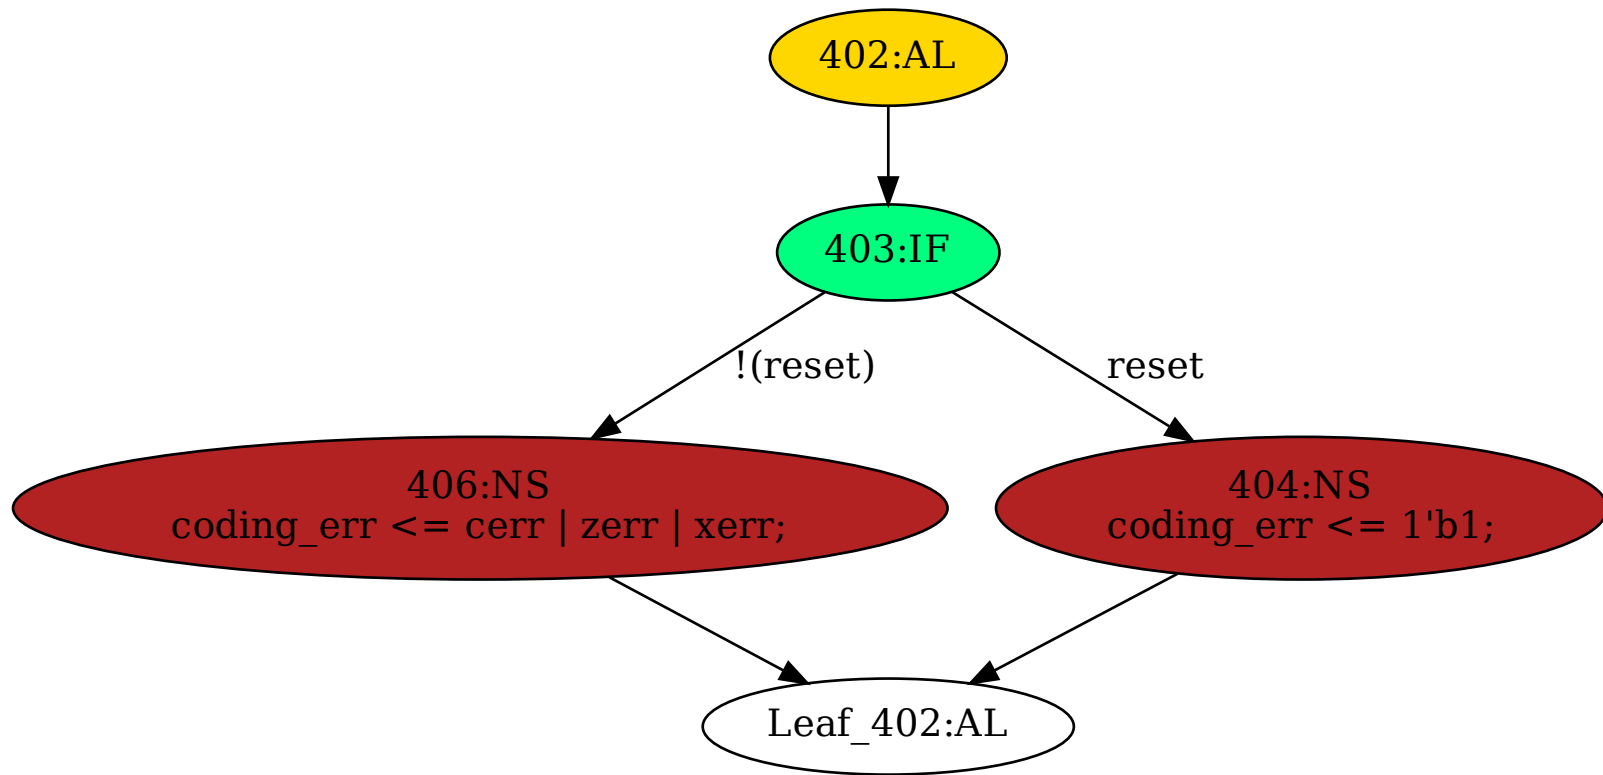 402:AL
403:IF
!(reset)
reset
406:NS
coding_err <= cerr | zerr | xerr;
404:NS
coding_err <= 1'b1;
Leaf_402:AL